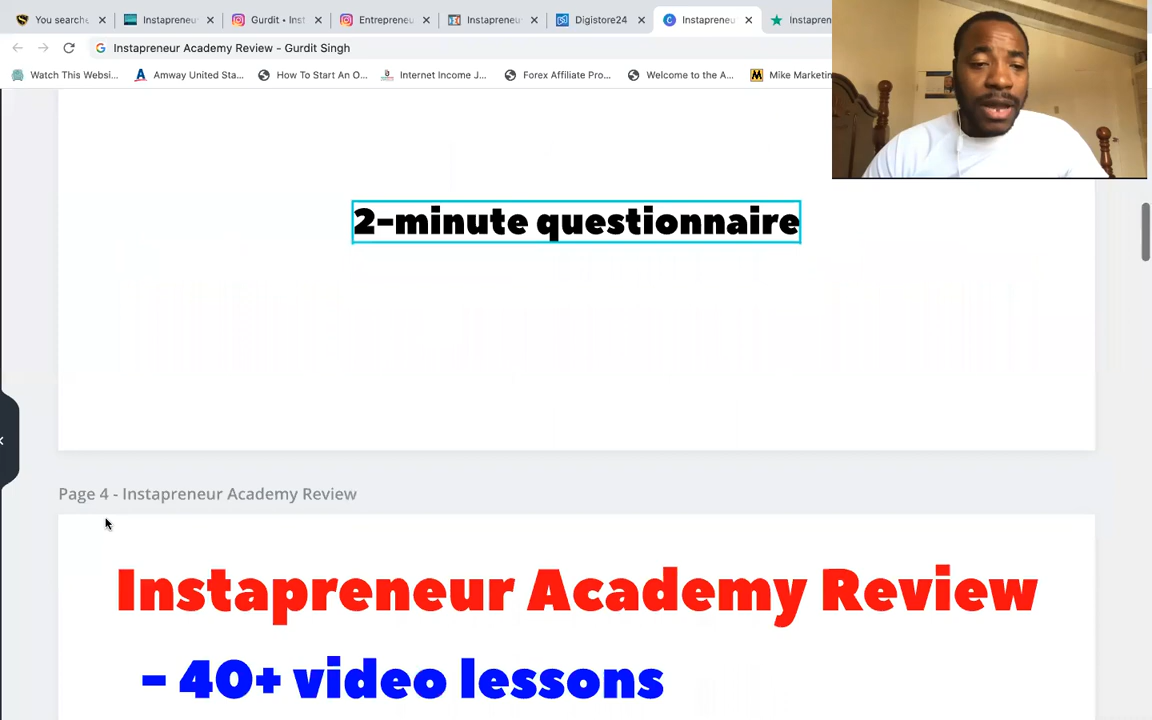 You searche
Instapreneu
Gurdit • Inst
Entrepreneu
Instapreneu
Digistore24
Instapreneu
Instapren
Instapreneur Academy Review - Gurdit Singh
Watch This Websi...
Amway United Sta...
How To Start An O...
Internet Income J...
Forex Affiliate Pro...
Welcome to the A...
Mike Marketin
2-minute questionnaire
Page 4 - Instapreneur Academy Review
Instapreneur Academy Review
- 40+ video lessons